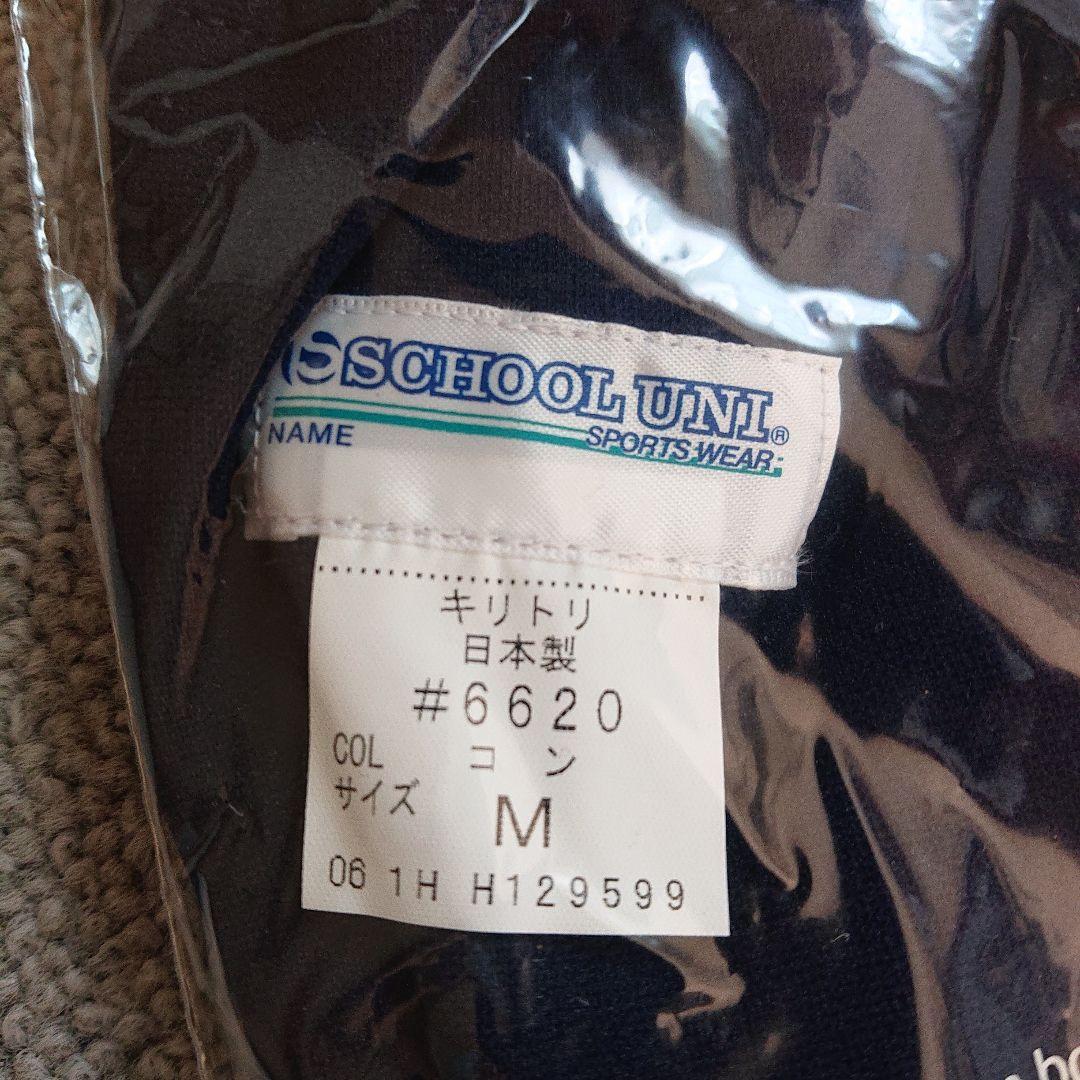 SCHOOL UNI®
SPORTS WEAR
NAME
キリトリ
日本製
#6620
COL コン
サイズ M
06 1H H129599